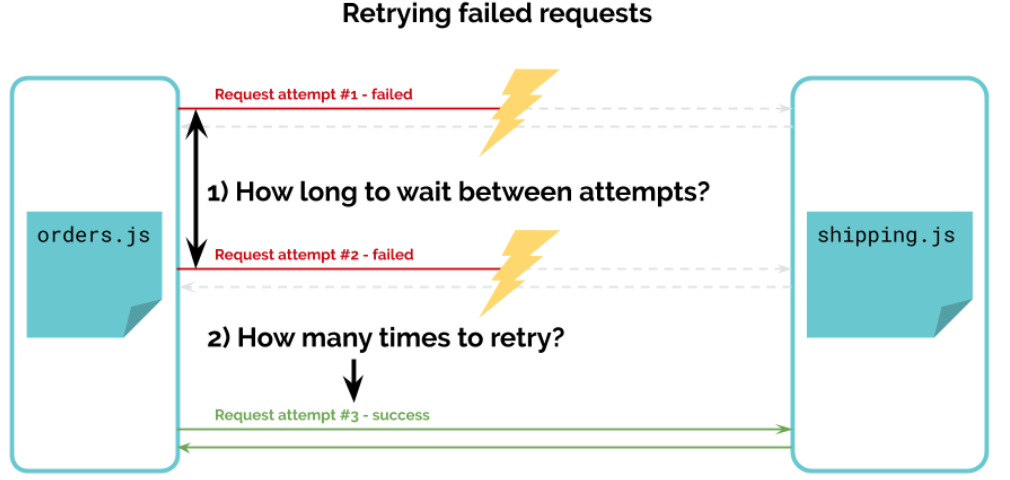 Retrying failed requests
Request attempt #1 - failed
1) How long to wait between attempts?
orders.js
shipping.js
Request attempt #2 - failed
2) How many times to retry?
Request attempt #3 - success